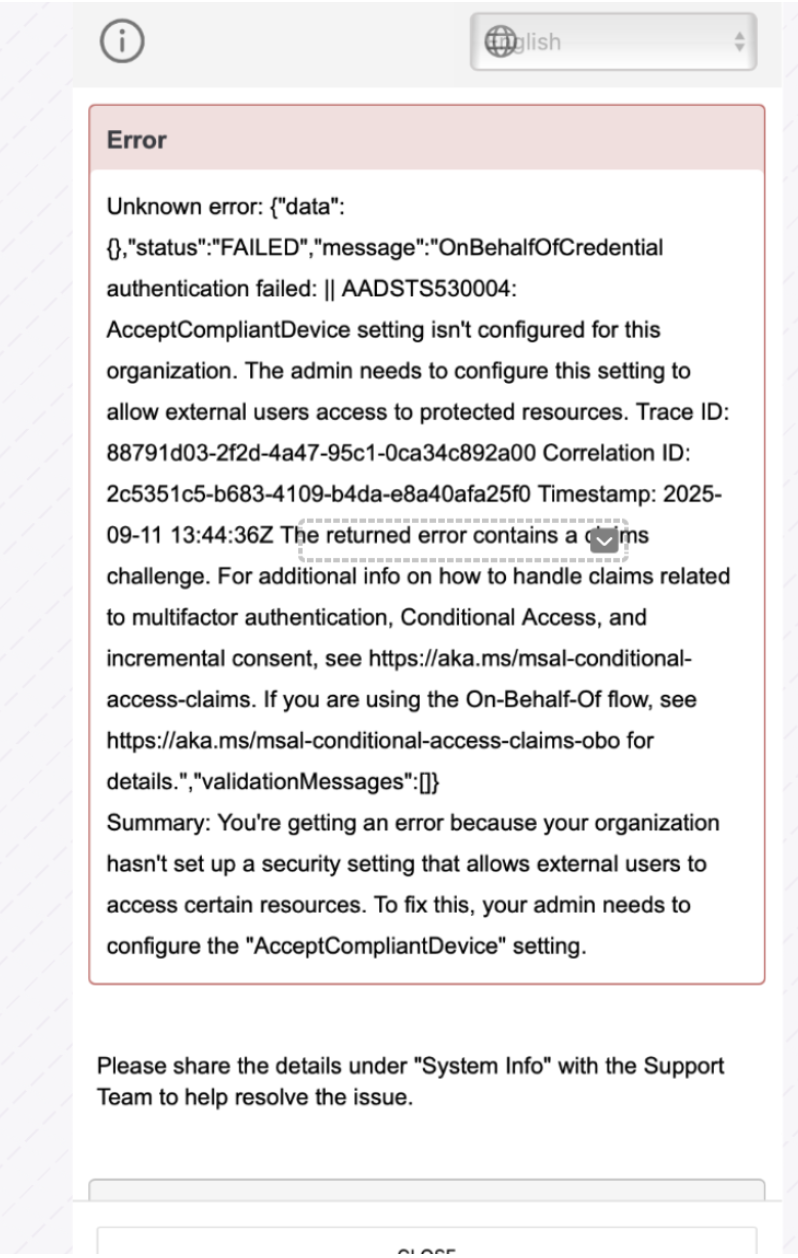 English
Error
Unknown error: {"data":
{},"status":"FAILED","message":"OnBehalfOfCredential
authentication failed: || AADSTS530004:
AcceptCompliantDevice setting isn't configured for this
organization. The admin needs to configure this setting to
allow external users access to protected resources. Trace ID:
88791d03-2f2d-4a47-95c1-0ca34c892a00 Correlation ID:
2c5351c5-b683-4109-b4da-e8a40afa25f0 Timestamp: 2025-
09-11 13:44:36Z The returned error contains a claims
challenge. For additional info on how to handle claims related
to multifactor authentication, Conditional Access, and
incremental consent, see https://aka.ms/msal-conditional-
access-claims. If you are using the On-Behalf-Of flow, see
https://aka.ms/msal-conditional-access-claims-obo for
details.","validationMessages":[]}
Summary: You're getting an error because your organization
hasn't set up a security setting that allows external users to
access certain resources. To fix this, your admin needs to
configure the "AcceptCompliantDevice" setting.
Please share the details under "System Info" with the Support
Team to help resolve the issue.
CLOSE